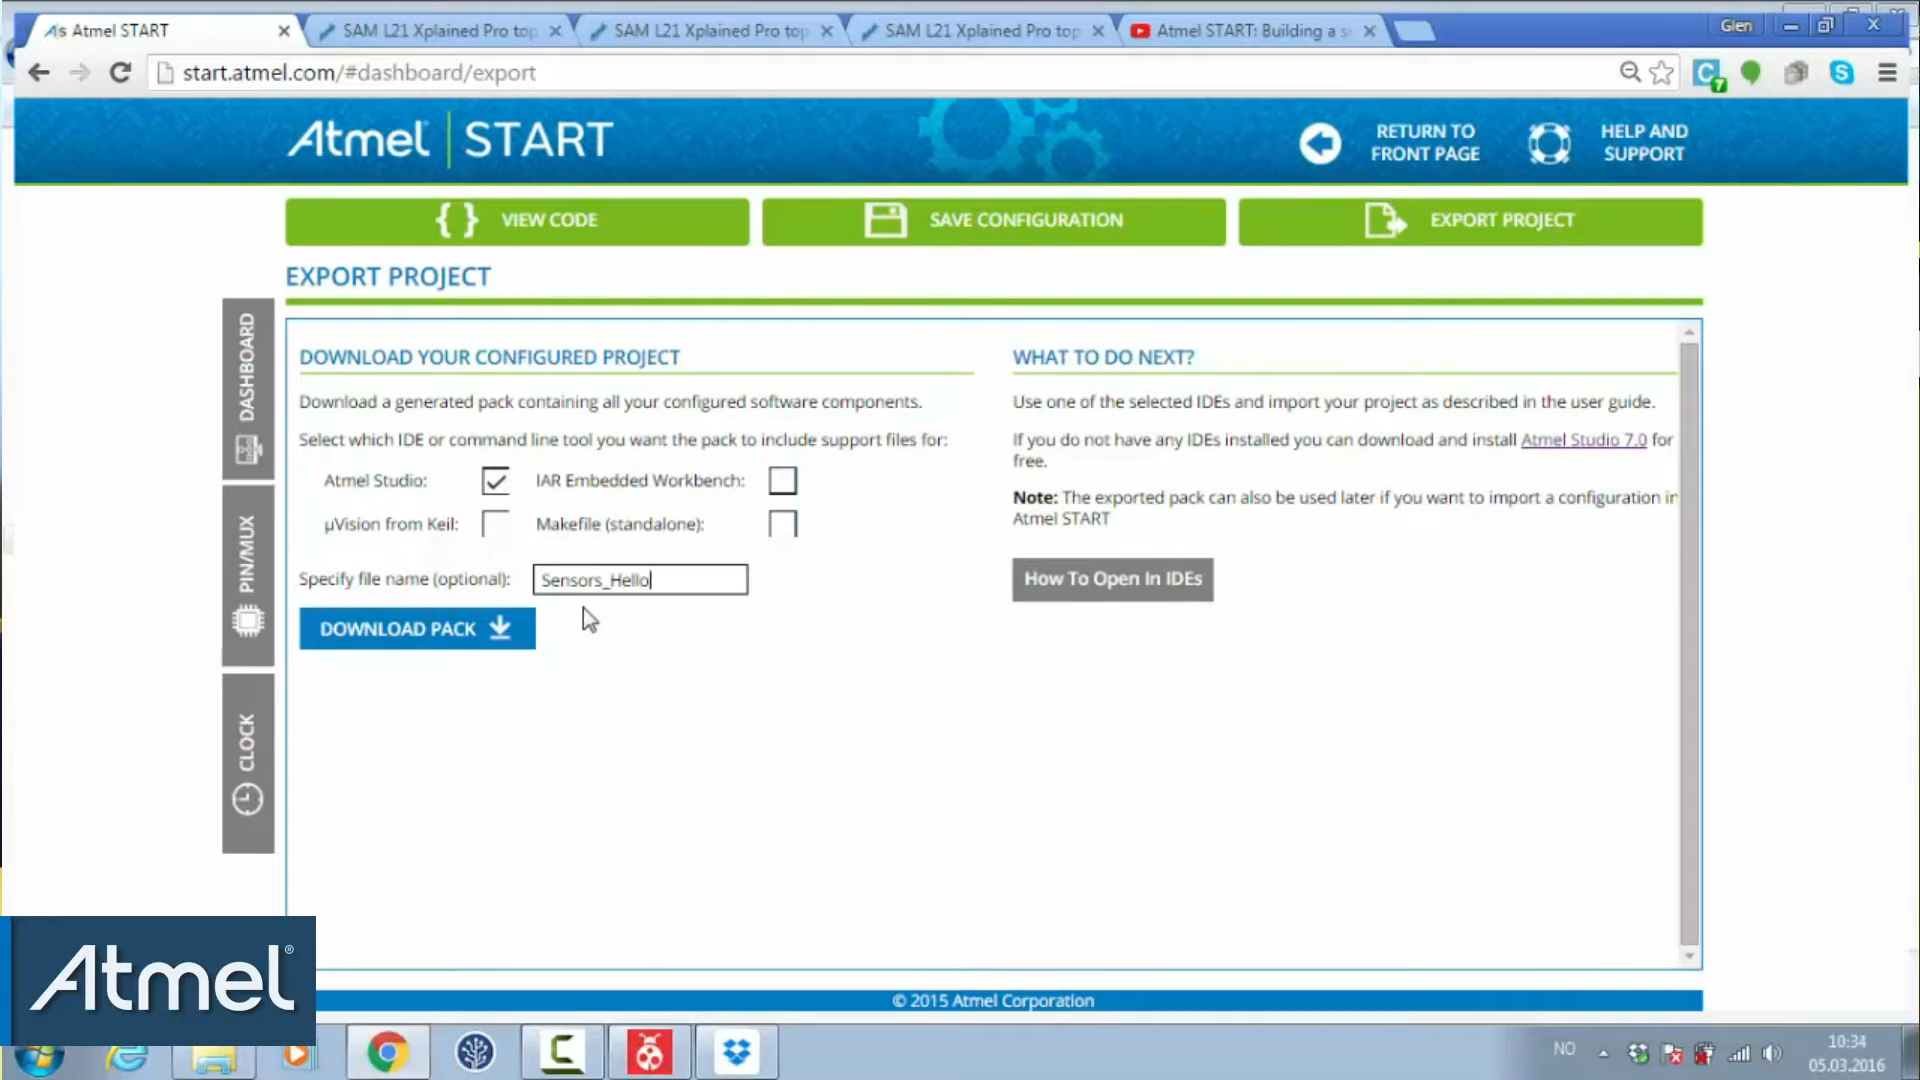 As Atmel START
SAM L21 Xplained Pro top
SAM L21 Xplained Pro top
SAM L21 Xplained Pro top
Atmel START: Building a s
Glen
start.atmel.com/#dashboard/export
C
7
Atmel START
RETURN TO
FRONT PAGE
HELP AND
SUPPORT
{ } VIEW CODE
SAVE CONFIGURATION
EXPORT PROJECT
EXPORT PROJECT
DASHBOARD
PIN/MUX
CLOCK
DOWNLOAD YOUR CONFIGURED PROJECT
Download a generated pack containing all your configured software components.
Select which IDE or command line tool you want the pack to include support files for:
Atmel Studio:
IAR Embedded Workbench:
µVision from Keil:
Makefile (standalone):
Specify file name (optional):
Sensors_Hello
DOWNLOAD PACK
WHAT TO DO NEXT?
Use one of the selected IDEs and import your project as described in the user guide.
If you do not have any IDEs installed you can download and install Atmel Studio 7.0 for
free.
Note: The exported pack can also be used later if you want to import a configuration in
Atmel START
How To Open In IDEs
© 2015 Atmel Corporation
Atmel®
NO
10:34
05.03.2016